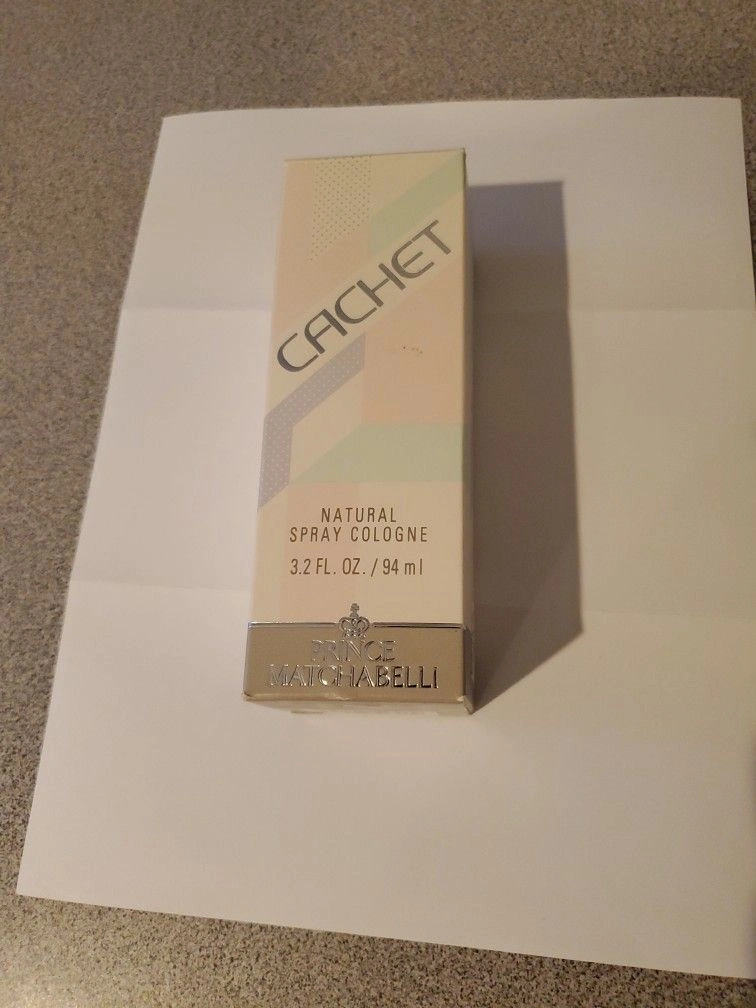 CACHET
NATURAL
SPRAY COLOGNE
3.2 FL. OZ. / 94 ml
PRINCE
MATCHABELLI